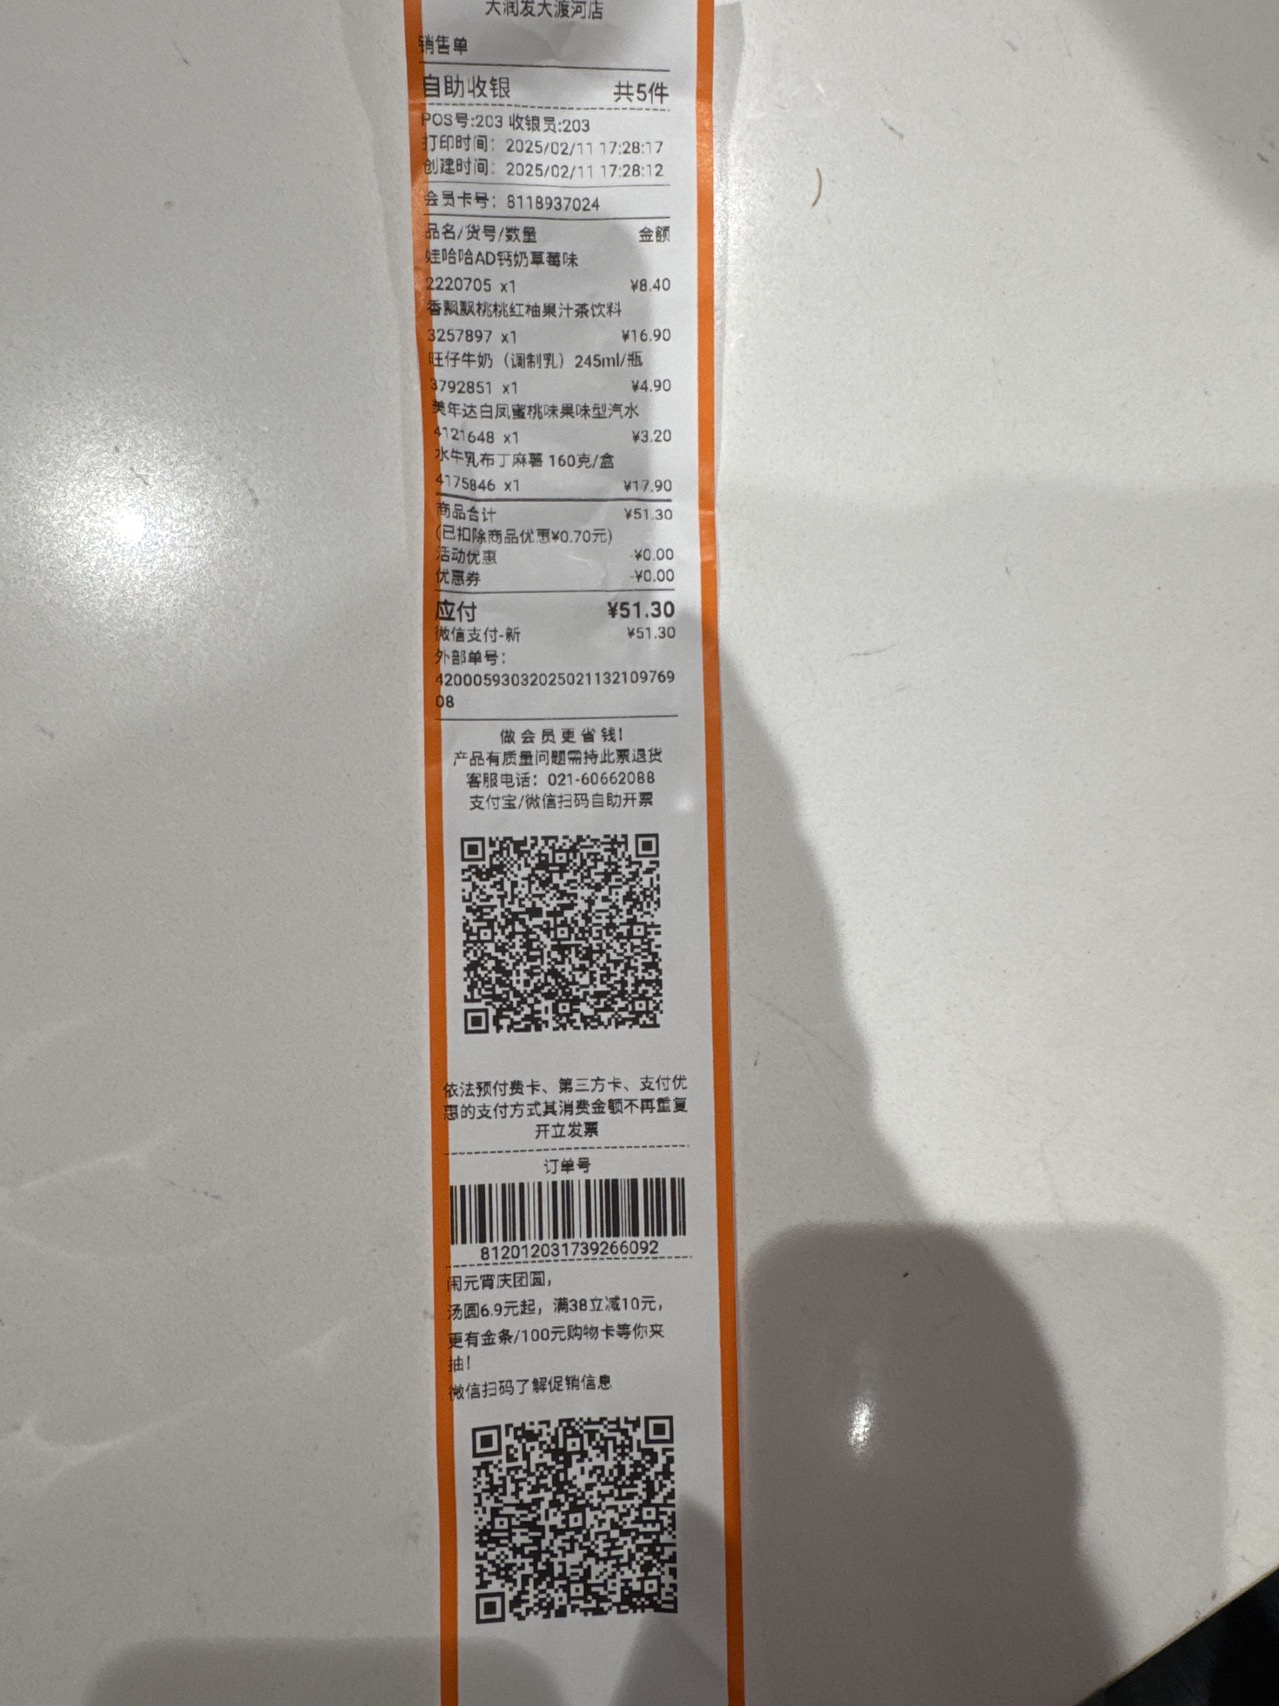 大润发大渡河店
销售单
自助收银 共5件
POS号:203 收银员:203
打印时间：2025/02/11 17:28:17
创建时间：2025/02/11 17:28:12
会员卡号：8118937024
品名/货号/数量 金额
娃哈哈AD钙奶草莓味
2220705 x1 ¥8.40
香飘飘桃桃红柚果汁茶饮料
3257897 x1 ¥16.90
旺仔牛奶（调制乳）245ml/瓶
3792851 x1 ¥4.90
美年达白凤蜜桃味果味型汽水
4121648 x1 ¥3.20
水牛乳布丁麻薯 160克/盒
4175846 x1 ¥17.90
商品合计 ¥51.30
(已扣除商品优惠¥0.70元)
活动优惠 -¥0.00
优惠券 -¥0.00
应付 ¥51.30
微信支付-新 ¥51.30
外部单号：
42000593032025021132109769
08
做会员更省钱!
产品有质量问题需持此票退货
客服电话：021-60662088
支付宝/微信扫码自助开票
依法预付费卡、第三方卡、支付优
惠的支付方式其消费金额不再重复
开立发票
订单号
812012031739266092
闹元宵庆团圆，
汤圆6.9元起，满38立减10元，
更有金条/100元购物卡等你来
抽！
微信扫码了解促销信息